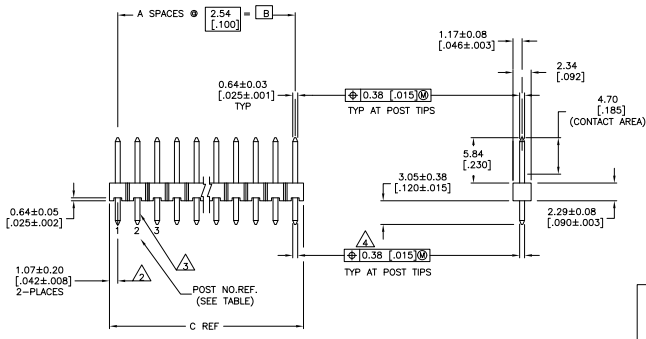 A SPACES @ 2.54 = B
[.100]
1.17±0.08
[.046±.003]
2.34
[.092]
0.64±0.03
[.025±.001]
TYP
⌖ 0.38 [.015]Ⓜ
TYP AT POST TIPS
4.70
[.185]
(CONTACT AREA)
5.84
[.230]
3.05±0.38
[.120±.015]
0.64±0.05
[.025±.002]
2.29±0.08
[.090±.003]
1 2 3
4
⌖ 0.38 [.015]Ⓜ
TYP AT POST TIPS
3
2
1.07±0.20
[.042±.008]
2-PLACES
POST NO.REF.
(SEE TABLE)
C REF